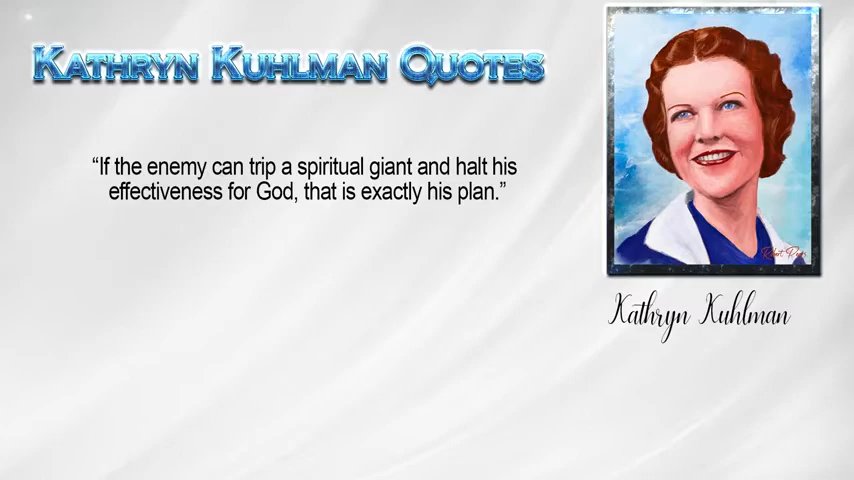 Kathryn Kuhlman Quotes
“If the enemy can trip a spiritual giant and halt his
effectiveness for God, that is exactly his plan.”
Kathryn Kuhlman